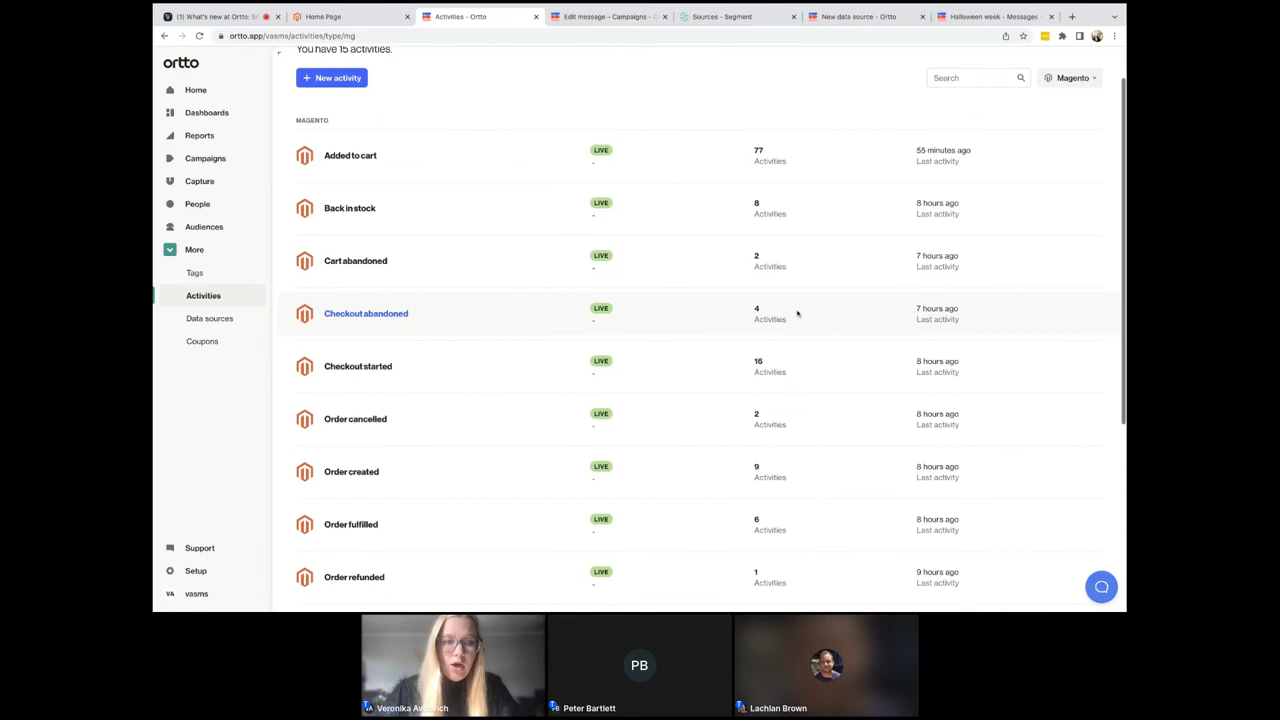 (1) What's new at Ortto: S
Home Page
Activities - Ortto
Edit message – Campaigns - O
Sources - Segment
New data source - Ortto
Halloween week - Messages -
ortto.app/vasms/activities/type/mg
ortto
Home
Dashboards
Reports
Campaigns
Capture
People
Audiences
More
Tags
Activities
Data sources
Coupons
Support
Setup
VA vasms
You have 15 activities.
+ New activity
Search
Magento
MAGENTO
Added to cart
LIVE
-
77
Activities
55 minutes ago
Last activity
Back in stock
LIVE
-
8
Activities
8 hours ago
Last activity
Cart abandoned
LIVE
-
2
Activities
7 hours ago
Last activity
Checkout abandoned
LIVE
-
4
Activities
7 hours ago
Last activity
Checkout started
LIVE
-
16
Activities
8 hours ago
Last activity
Order cancelled
LIVE
-
2
Activities
8 hours ago
Last activity
Order created
LIVE
-
9
Activities
8 hours ago
Last activity
Order fulfilled
LIVE
-
6
Activities
8 hours ago
Last activity
Order refunded
LIVE
-
1
Activities
9 hours ago
Last activity
PB
Veronika
Peter Bartlett
Lachlan Brown